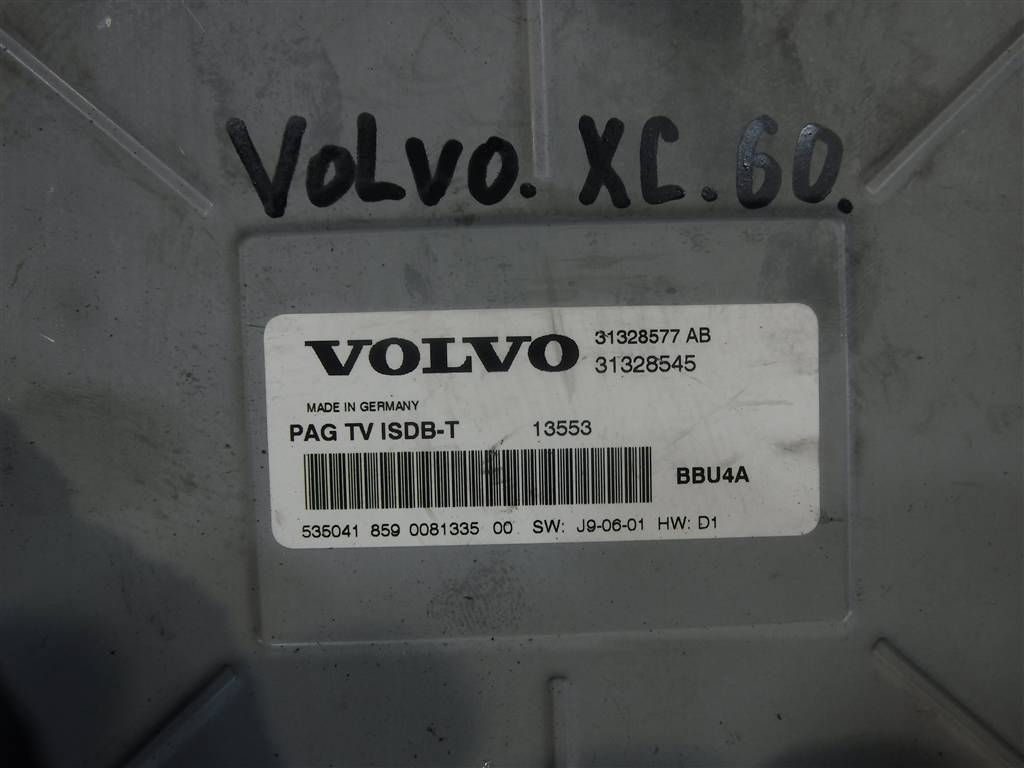 VOLVO. XC.60.
VOLVO 31328577 AB
31328545
MADE IN GERMANY
PAG TV ISDB-T 13553
BBU4A
535041 859 0081335 00 SW: J9-06-01 HW: D1